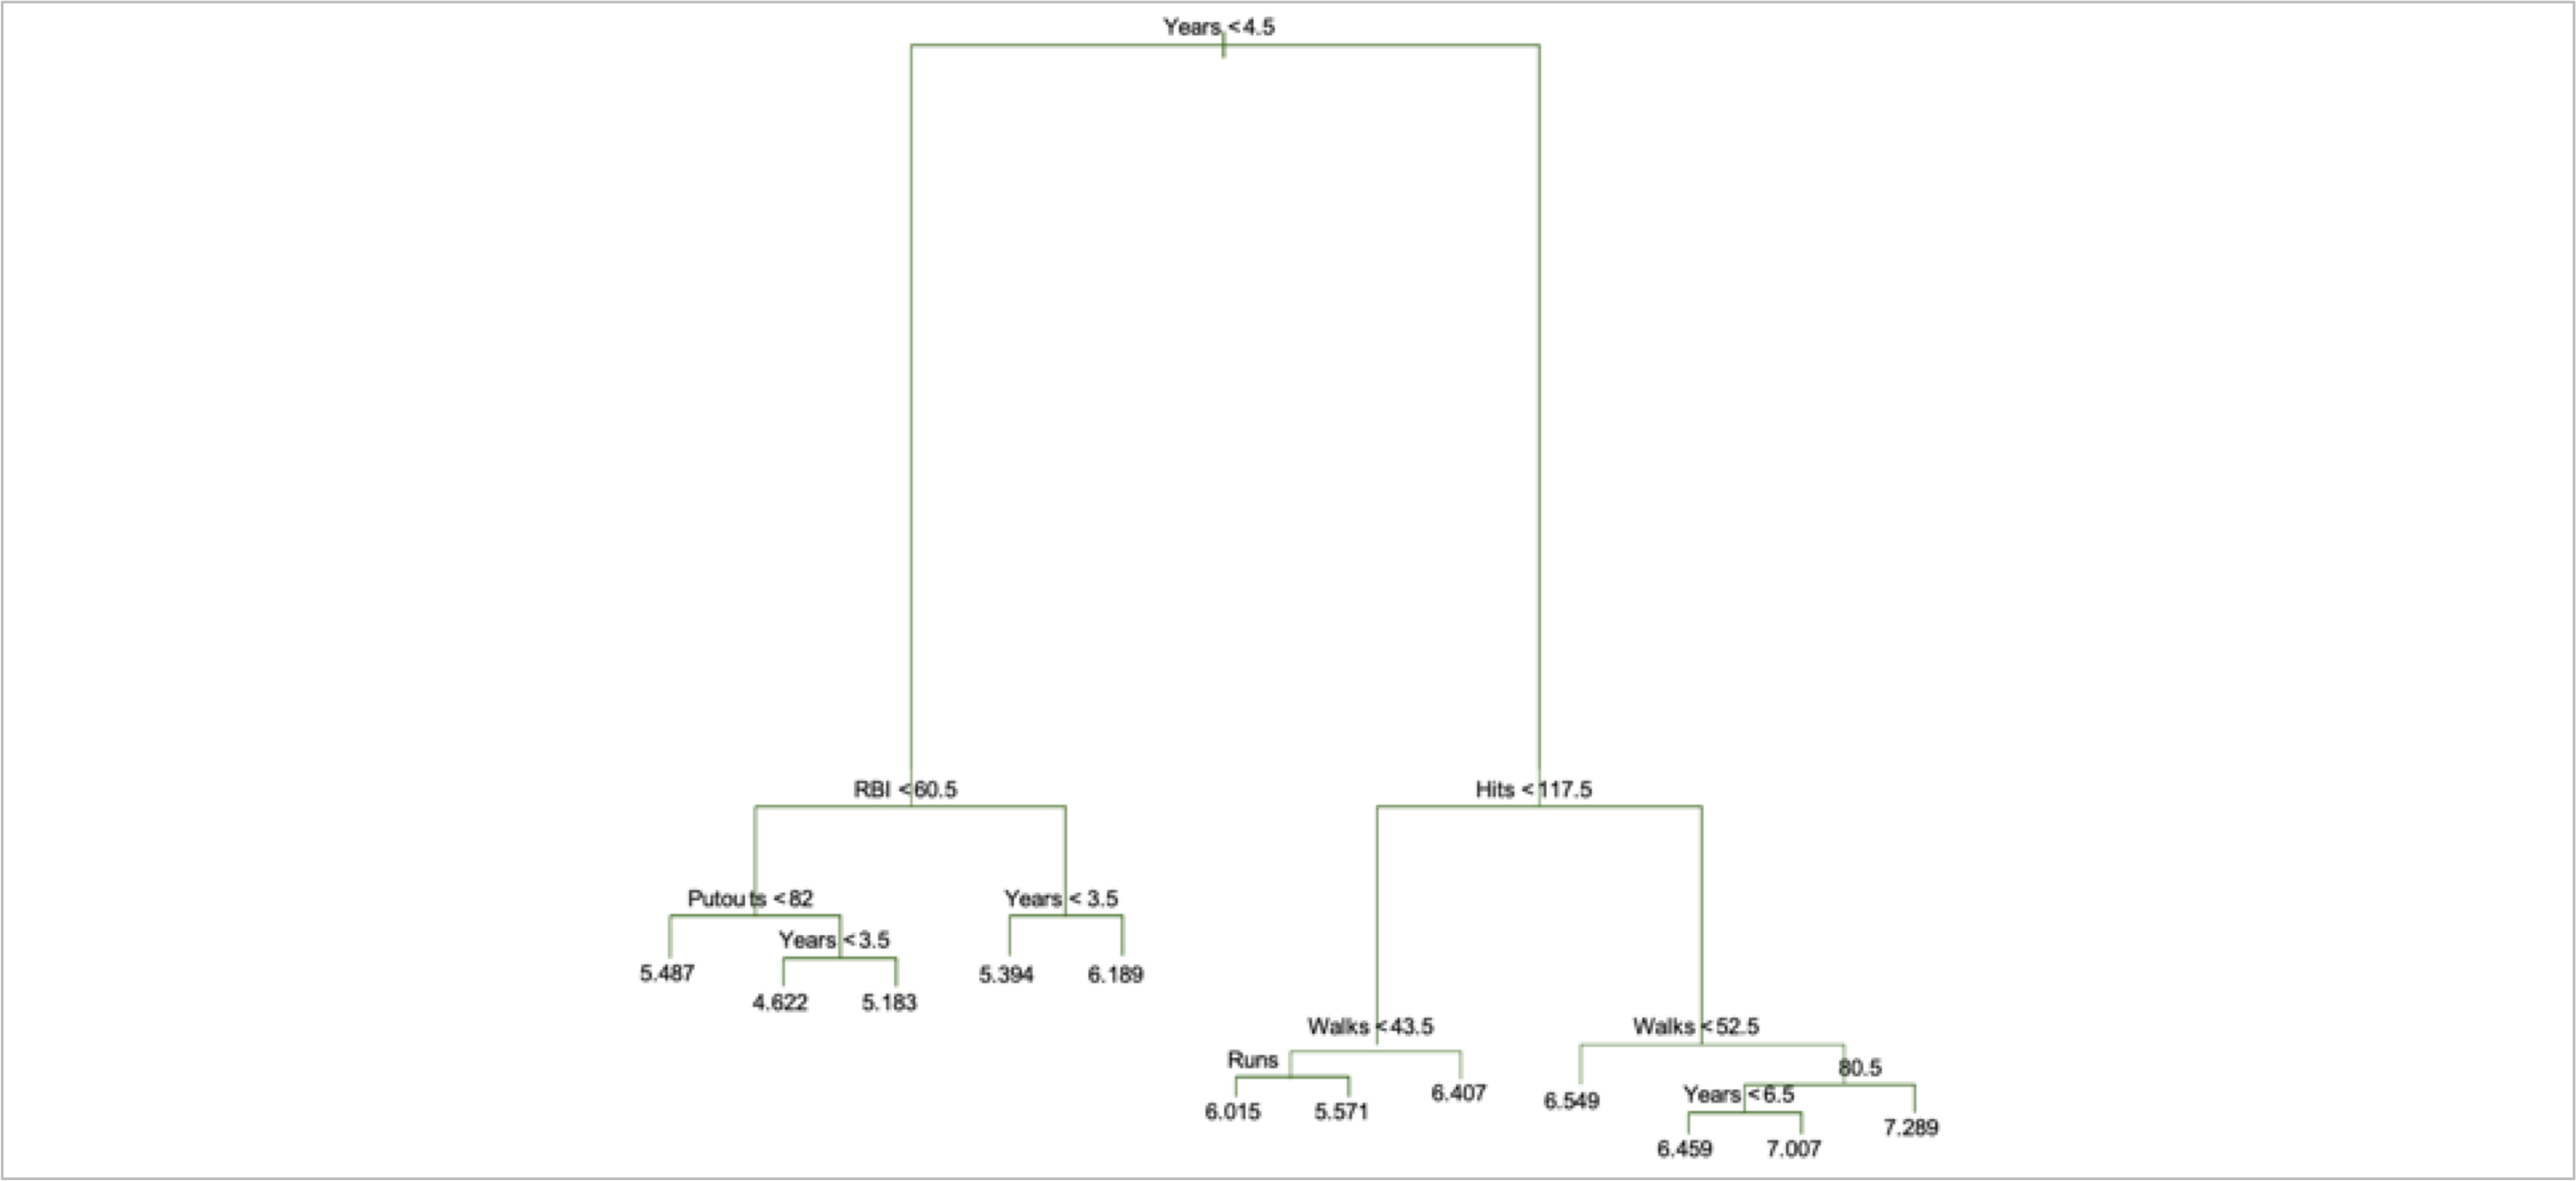 Years <4.5
RBI <60.5
Hits <117.5
Putouts <82
Years < 3.5
Years <3.5
5.487
5.394
6.189
4.622
5.183
Walks <43.5
Walks <52.5
Runs
80.5
6.407
6.549
Years <6.5
6.015
5.571
7.289
6.459
7.007